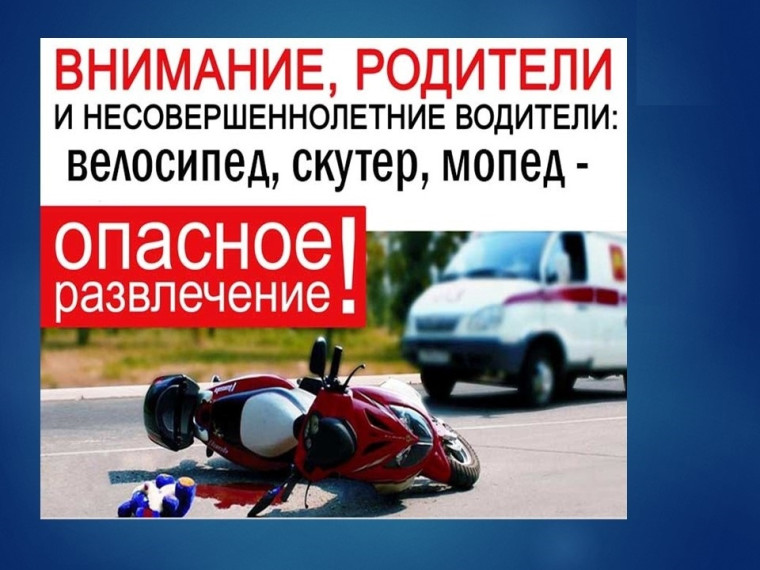 ВНИМАНИЕ, РОДИТЕЛИ
И НЕСОВЕРШЕННОЛЕТНИЕ ВОДИТЕЛИ:
велосипед, скутер, мопед -
опасное
развлечение!